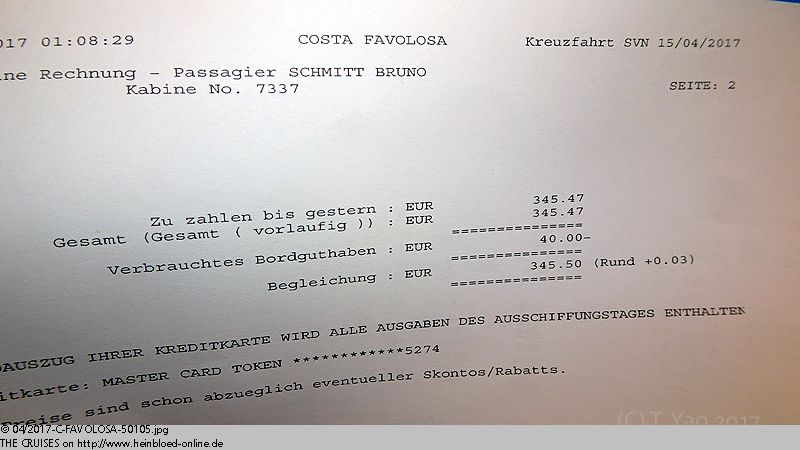 017 01:08:29 COSTA FAVOLOSA Kreuzfahrt SVN 15/04/2017
ine Rechnung - Passagier SCHMITT BRUNO
Kabine No. 7337 SEITE: 2
Zu zahlen bis gestern : EUR 345.47
Gesamt (Gesamt ( vorlaufig )) : EUR 345.47
===============
Verbrauchtes Bordguthaben : EUR 40.00-
===============
Begleichung : EUR 345.50 (Rund +0.03)
===============
OAUSZUG IHRER KREDITKARTE WIRD ALLE AUSGABEN DES AUSSCHIFFUNGSTAGES ENTHALTEN
itkarte: MASTER CARD TOKEN ************5274
reise sind schon abzueglich eventueller Skontos/Rabatts.
(C) T. Yao 2017
© 04/2017-C-FAVOLOSA-50105.jpg
THE CRUISES on http://www.heinbloed-online.de